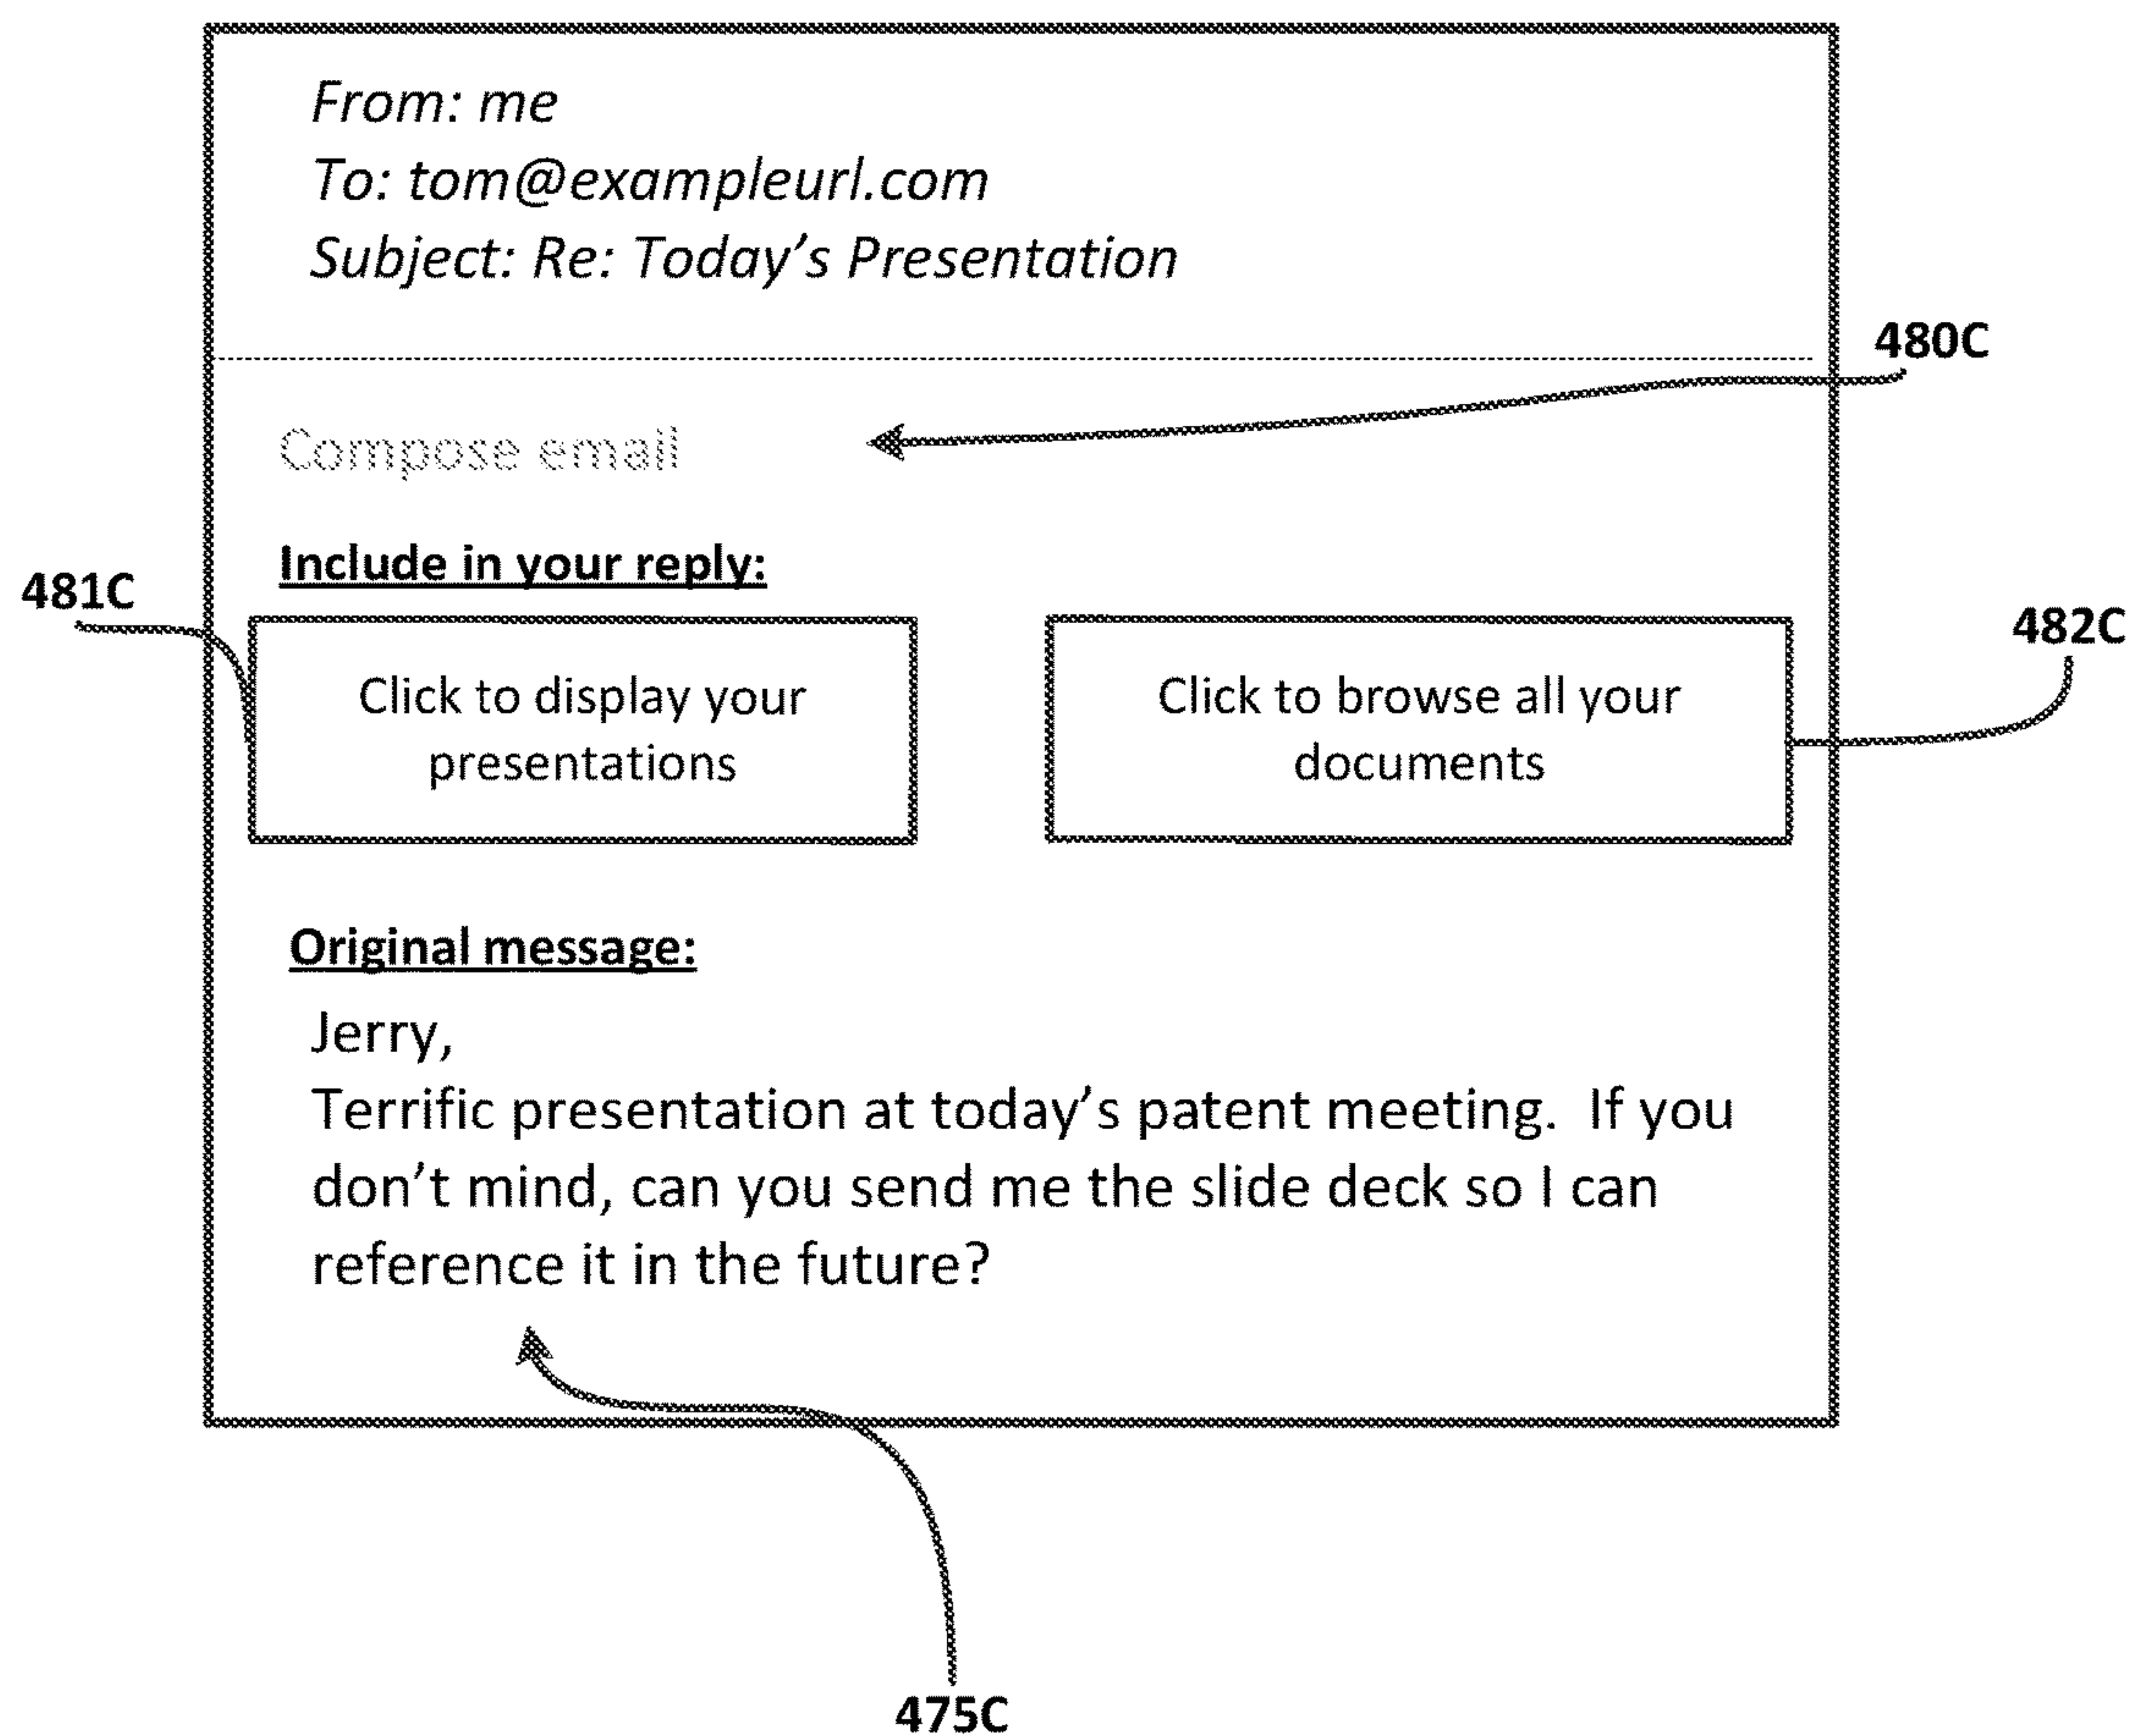 From: me
To: tom@exampleurl.com
Subject: Re: Today's Presentation
480C
Compose email
Include in your reply:
481C
482C
Click to display your
presentations
Click to browse all your
documents
Original message:
Jerry,
Terrific presentation at today's patent meeting.  If you
don't mind, can you send me the slide deck so I can
reference it in the future?
475C